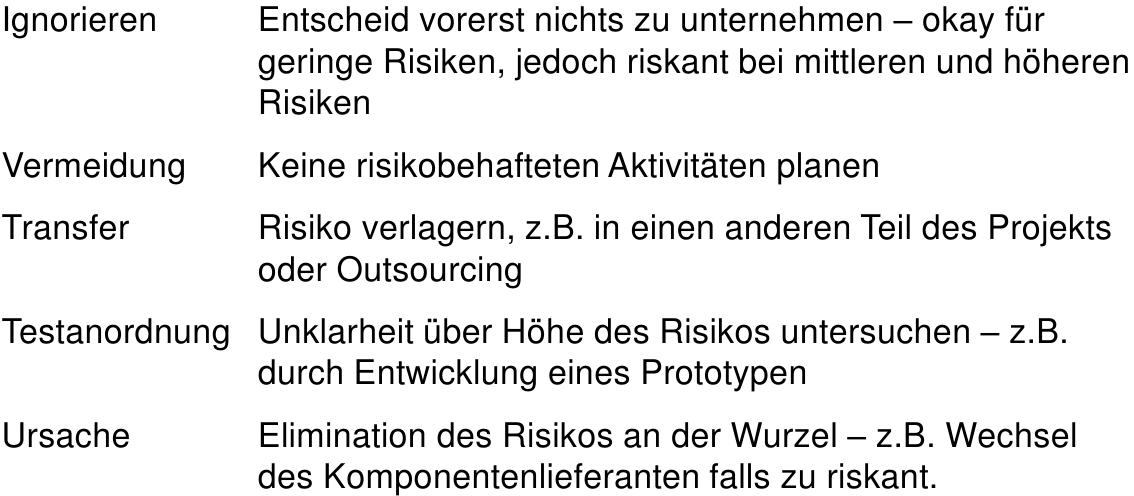 Ignorieren Entscheid vorerst nichts zu unternehmen – okay für
geringe Risiken, jedoch riskant bei mittleren und höheren
Risiken
Vermeidung Keine risikobehafteten Aktivitäten planen
Transfer Risiko verlagern, z.B. in einen anderen Teil des Projekts
oder Outsourcing
Testanordnung Unklarheit über Höhe des Risikos untersuchen – z.B.
durch Entwicklung eines Prototypen
Ursache Elimination des Risikos an der Wurzel – z.B. Wechsel
des Komponentenlieferanten falls zu riskant.